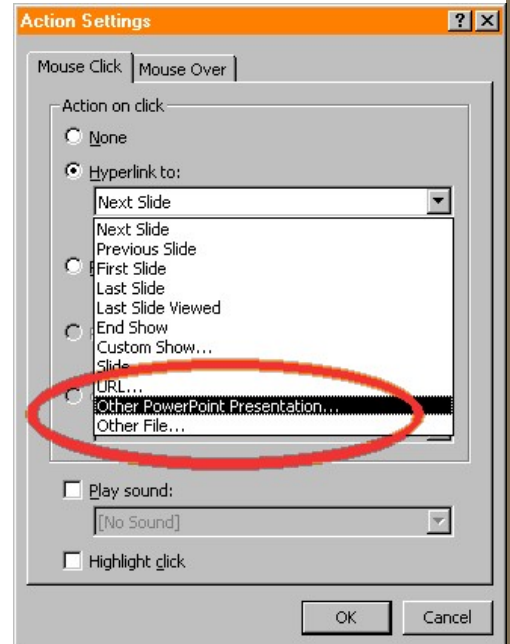 Action Settings
Mouse Click Mouse Over
Action on click
None
Hyperlink to:
Next Slide
Next Slide
Previous Slide
First Slide
Last Slide
Last Slide Viewed
End Show
Custom Show...
Slide...
URL...
Other PowerPoint Presentation...
Other File...
Play sound:
[No Sound]
Highlight click
OK Cancel